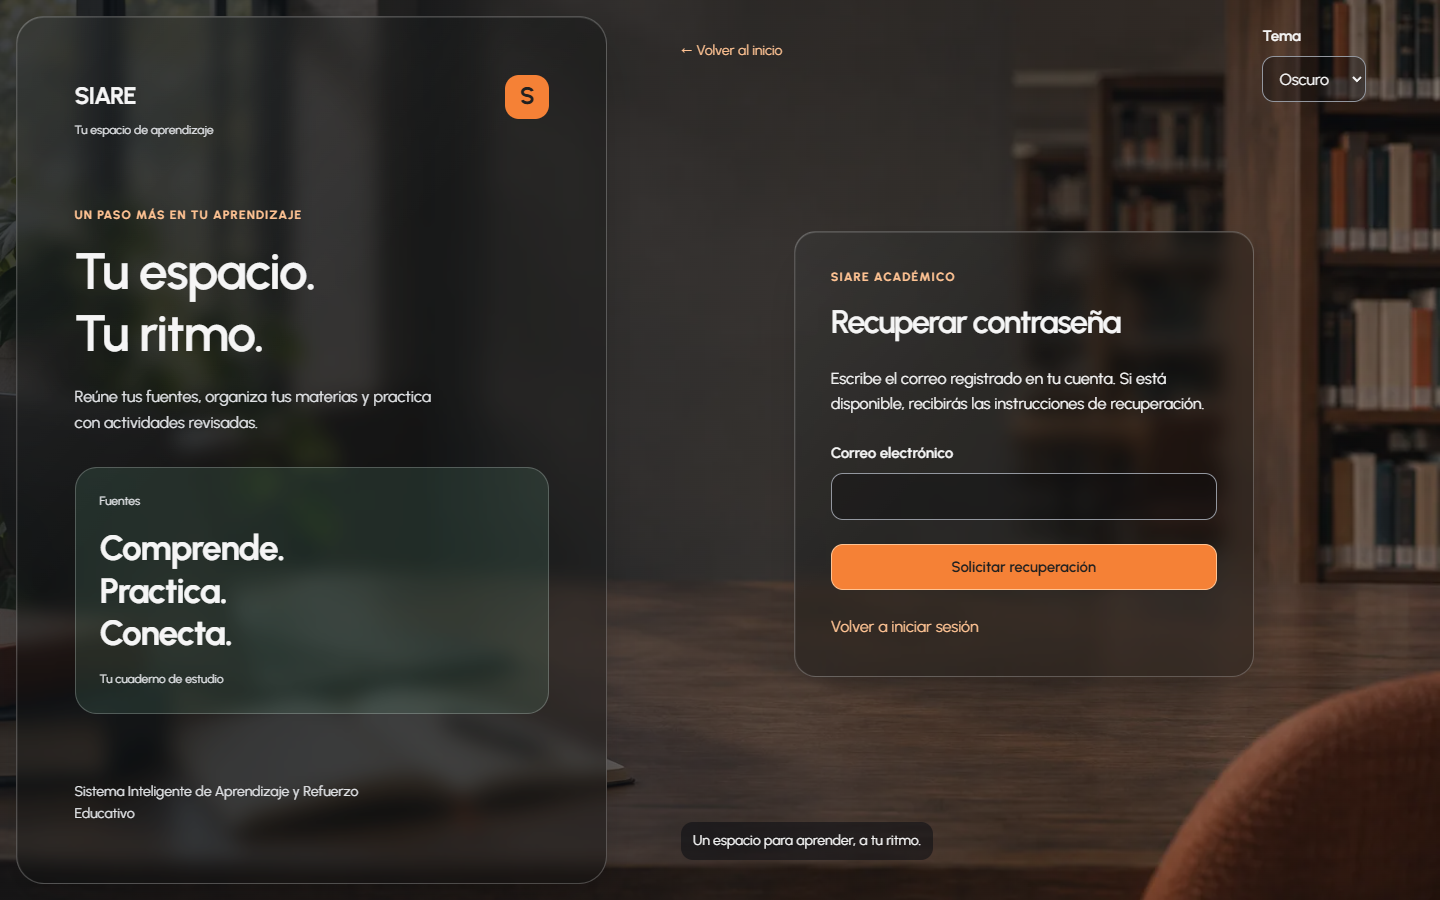 SIARE
S
Tu espacio de aprendizaje
UN PASO MÁS EN TU APRENDIZAJE
Tu espacio.
Tu ritmo.
Reúne tus fuentes, organiza tus materias y practica
con actividades revisadas.
Fuentes
Comprende.
Practica.
Conecta.
Tu cuaderno de estudio
Sistema Inteligente de Aprendizaje y Refuerzo
Educativo
← Volver al inicio
Tema
Oscuro
SIARE ACADÉMICO
Recuperar contraseña
Escribe el correo registrado en tu cuenta. Si está
disponible, recibirás las instrucciones de recuperación.
Correo electrónico
Solicitar recuperación
Volver a iniciar sesión
Un espacio para aprender, a tu ritmo.